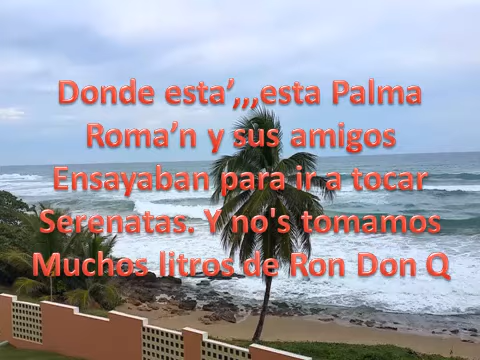 Donde esta’,,,esta Palma
Roma’n y sus amigos
Ensayaban para ir a tocar
Serenatas. Y no's tomamos
Muchos litros de Ron Don Q